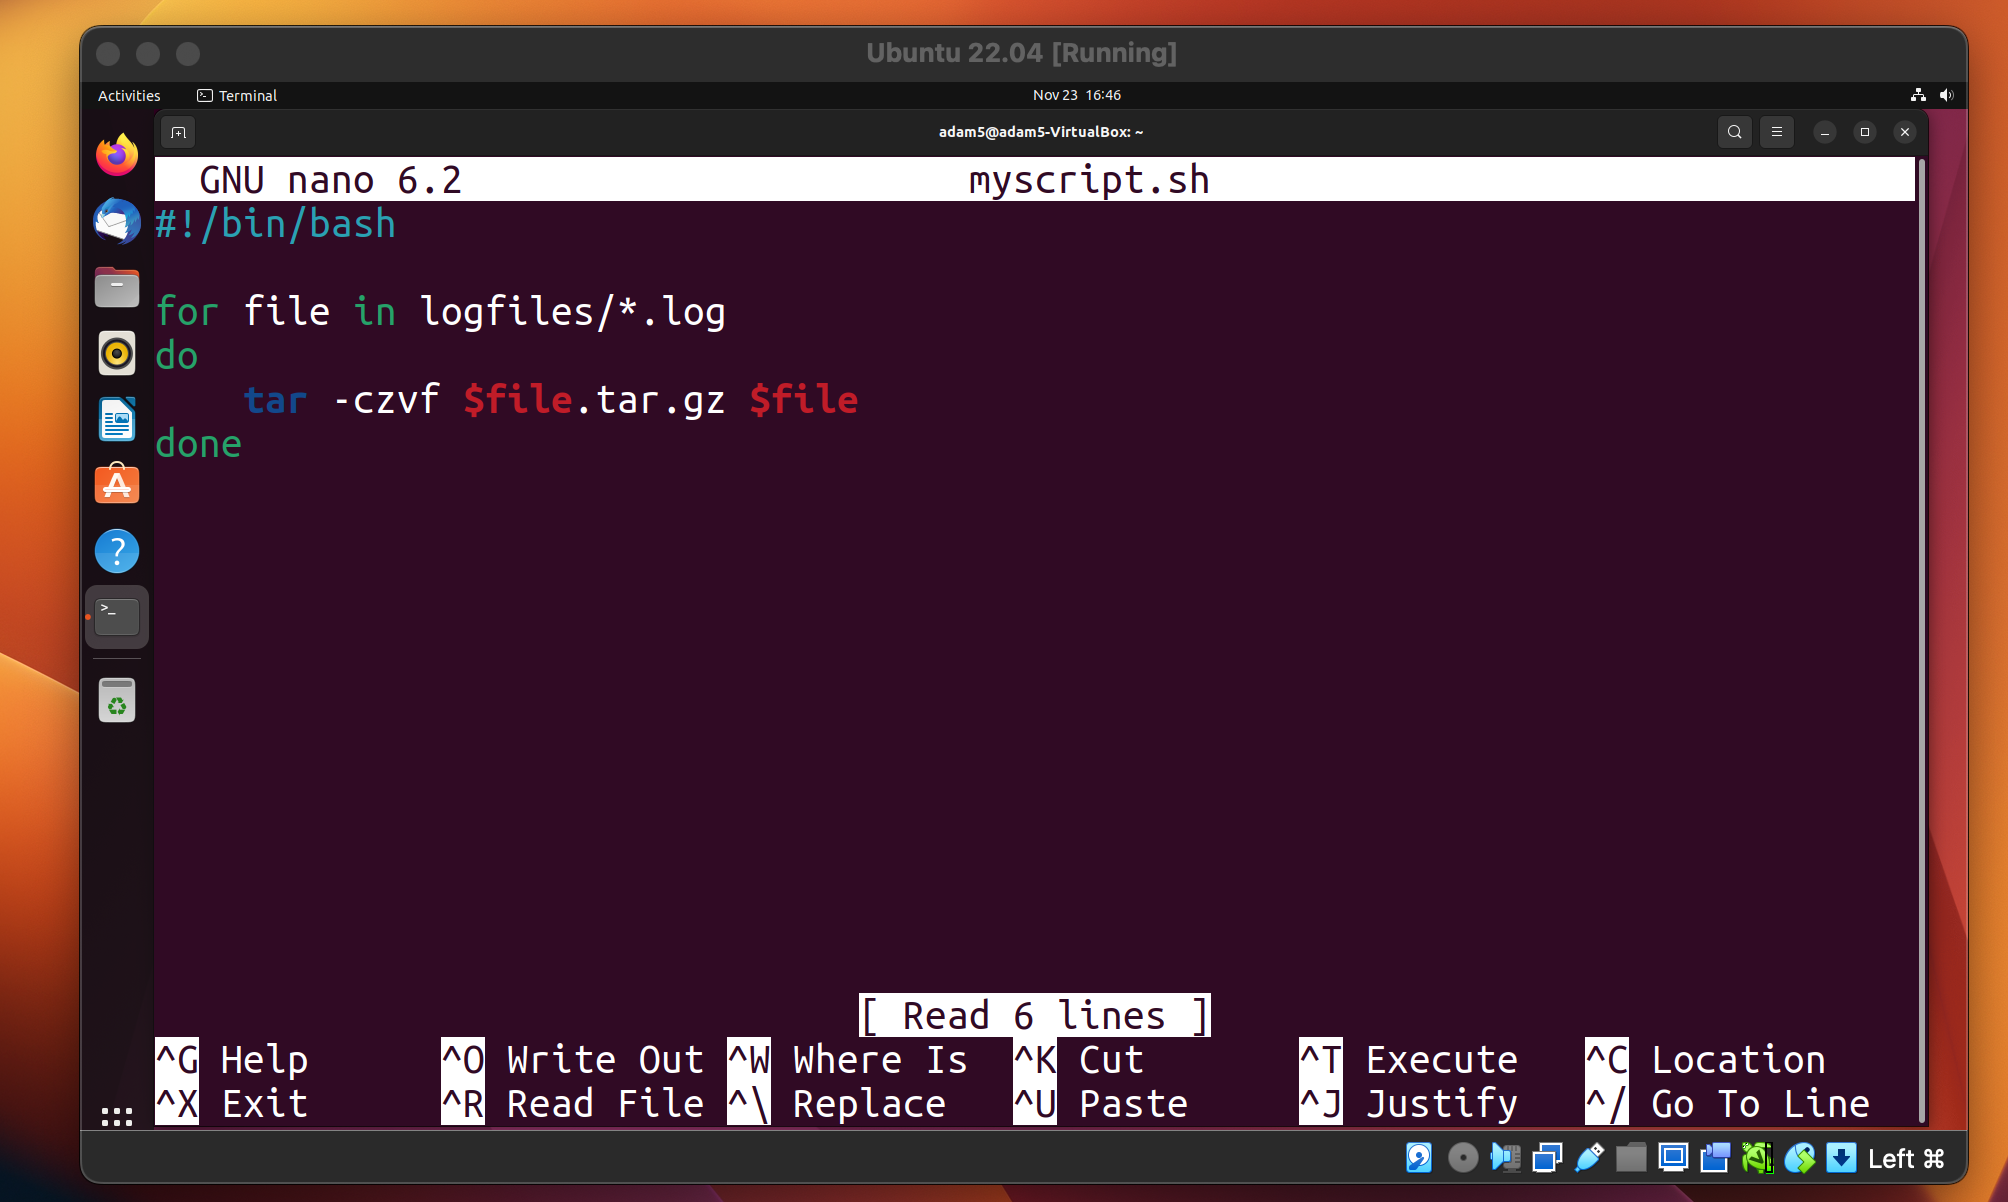 Ubuntu 22.04 [Running]
Activities Terminal Nov 23 16:46
adam5@adam5-VirtualBox: ~
GNU nano 6.2 myscript.sh
#!/bin/bash
for file in logfiles/*.log
do
    tar -czvf $file.tar.gz $file
done
[ Read 6 lines ]
^G Help ^O Write Out ^W Where Is ^K Cut ^T Execute ^C Location
^X Exit ^R Read File ^\ Replace ^U Paste ^J Justify ^/ Go To Line
Left ⌘